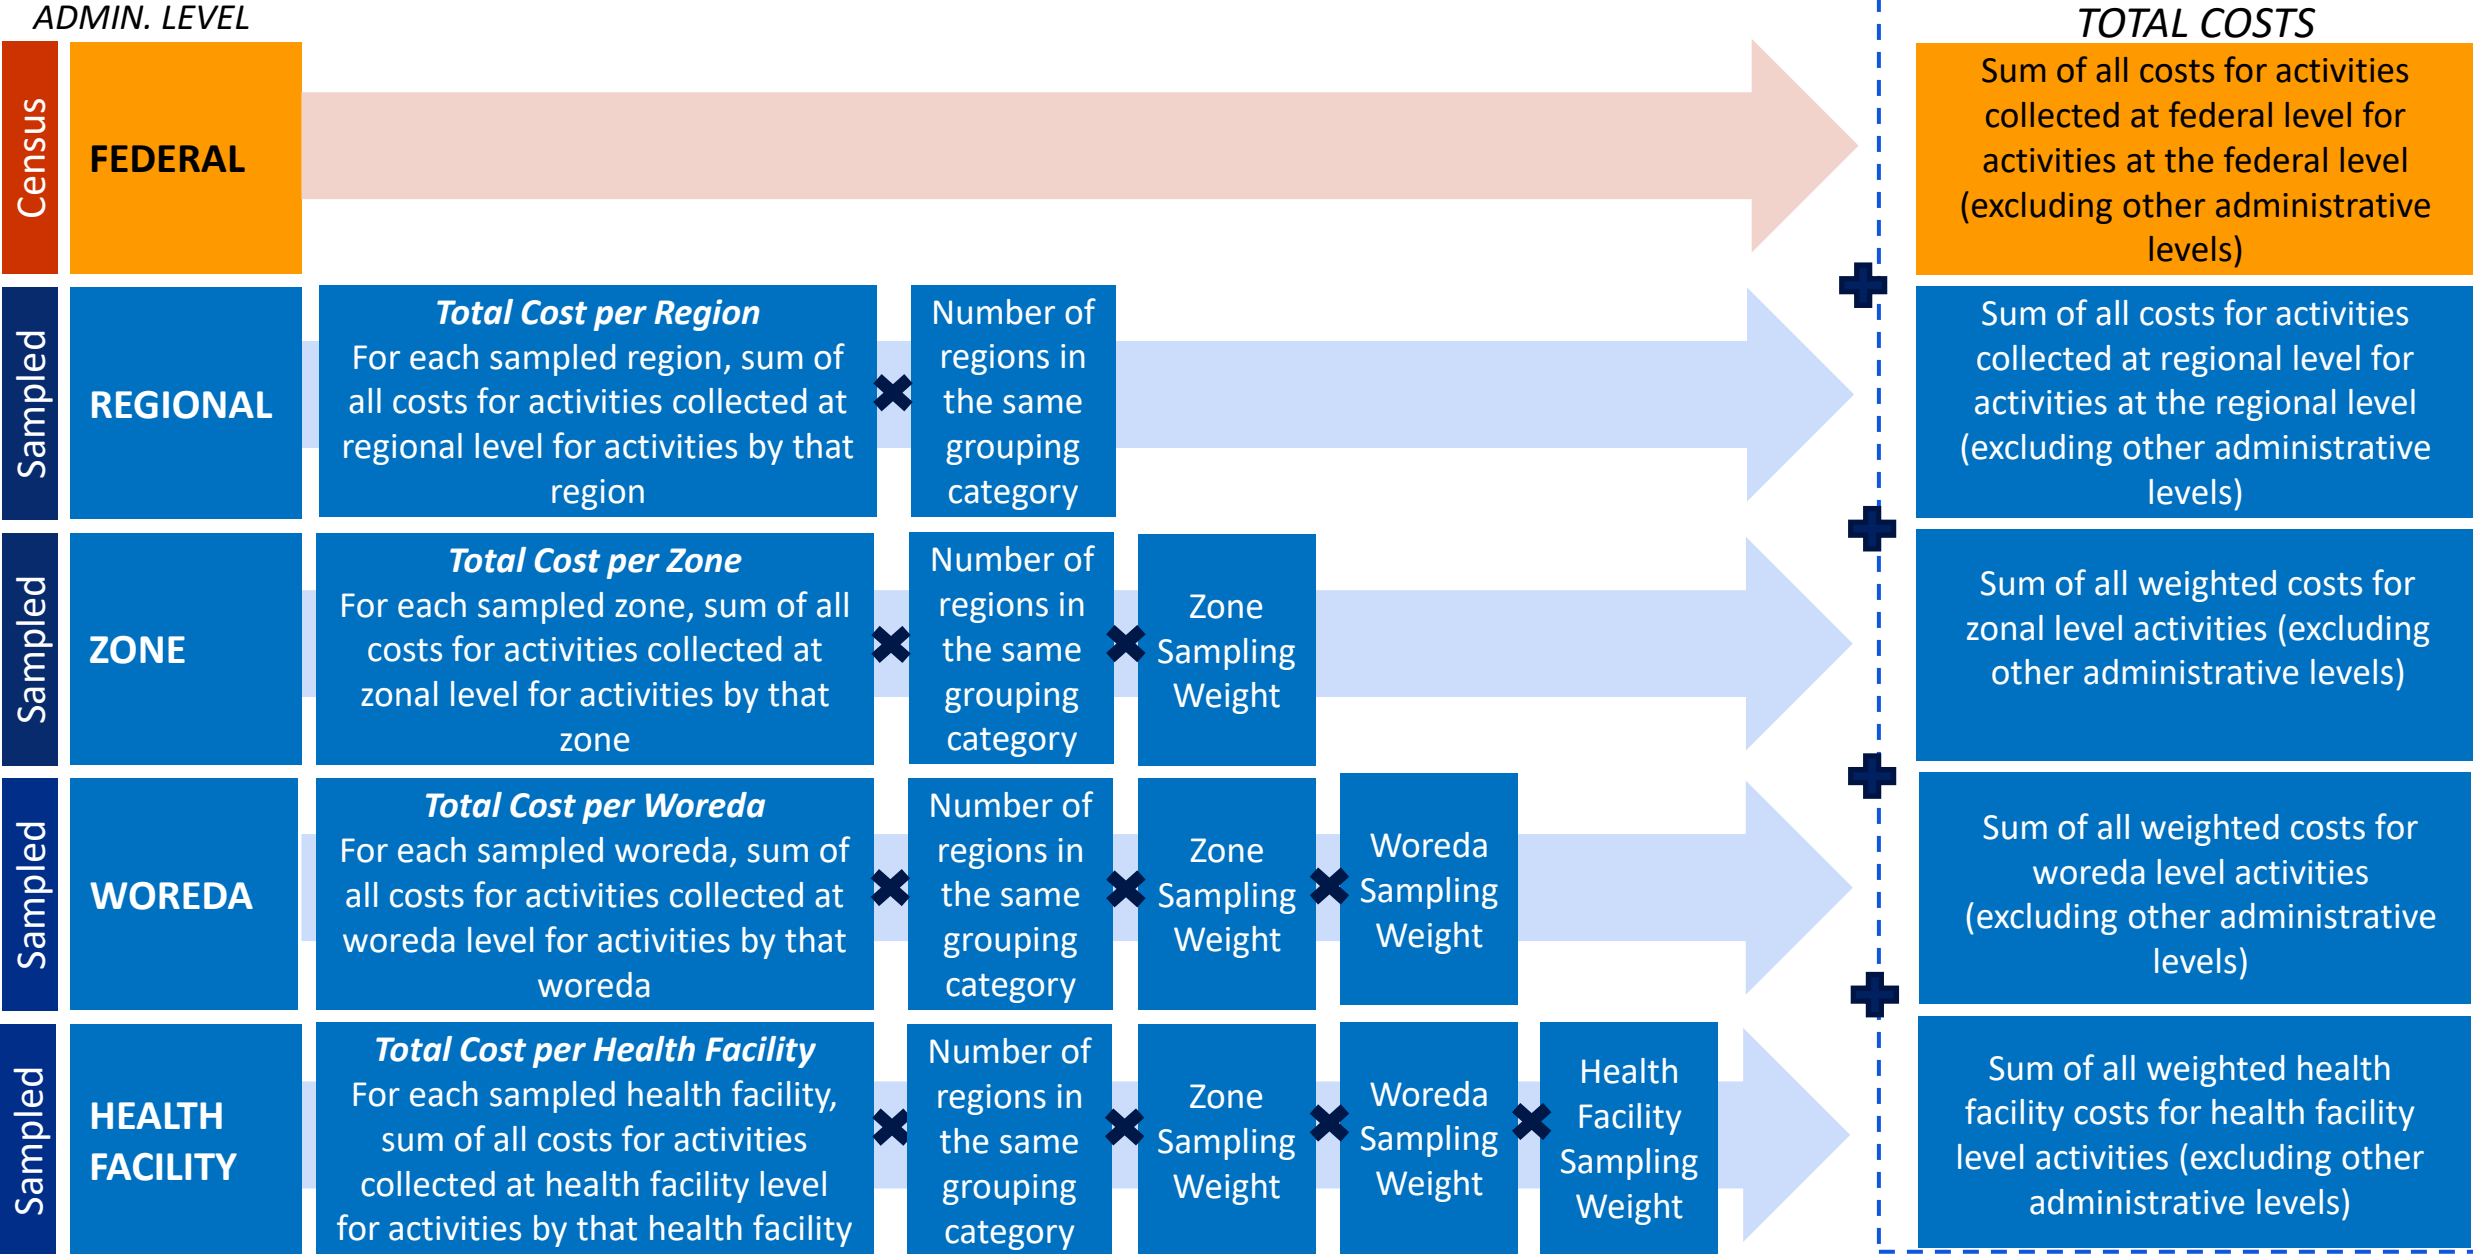 ADMIN. LEVEL
TOTAL COSTS
Census
FEDERAL
Sum of all costs for activities
collected at federal level for
activities at the federal level
(excluding other administrative
levels)
Sampled
REGIONAL
Total Cost per Region
For each sampled region, sum of
all costs for activities collected at
regional level for activities by that
region
Number of
regions in
the same
grouping
category
Sum of all costs for activities
collected at regional level for
activities at the regional level
(excluding other administrative
levels)
Sampled
ZONE
Total Cost per Zone
For each sampled zone, sum of all
costs for activities collected at
zonal level for activities by that
zone
Number of
regions in
the same
grouping
category
Zone
Sampling
Weight
Sum of all weighted costs for
zonal level activities (excluding
other administrative levels)
Sampled
WOREDA
Total Cost per Woreda
For each sampled woreda, sum of
all costs for activities collected at
woreda level for activities by that
woreda
Number of
regions in
the same
grouping
category
Zone
Sampling
Weight
Woreda
Sampling
Weight
Sum of all weighted costs for
woreda level activities
(excluding other administrative
levels)
Sampled
HEALTH
FACILITY
Total Cost per Health Facility
For each sampled health facility,
sum of all costs for activities
collected at health facility level
for activities by that health facility
Number of
regions in
the same
grouping
category
Zone
Sampling
Weight
Woreda
Sampling
Weight
Health
Facility
Sampling
Weight
Sum of all weighted health
facility costs for health facility
level activities (excluding other
administrative levels)